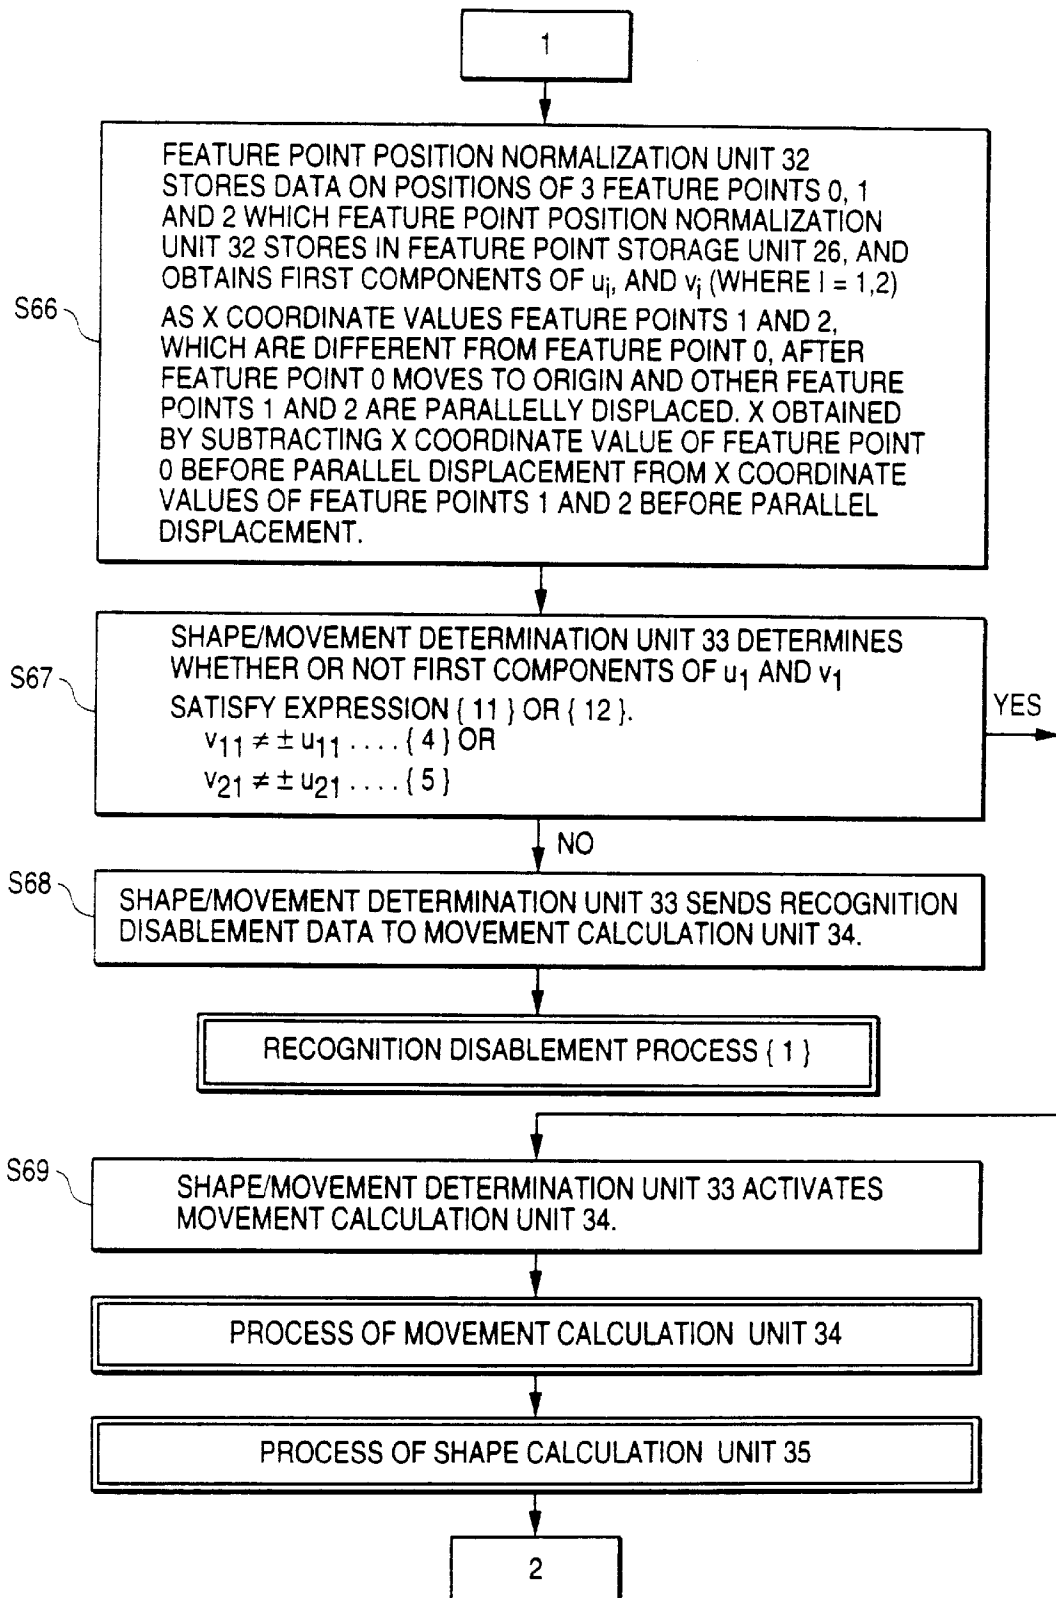 1
S66
FEATURE POINT POSITION NORMALIZATION UNIT 32
STORES DATA ON POSITIONS OF 3 FEATURE POINTS 0, 1
AND 2 WHICH FEATURE POINT POSITION NORMALIZATION
UNIT 32 STORES IN FEATURE POINT STORAGE UNIT 26, AND
OBTAINS FIRST COMPONENTS OF uᵢ, AND vᵢ (WHERE I = 1,2)
AS X COORDINATE VALUES FEATURE POINTS 1 AND 2,
WHICH ARE DIFFERENT FROM FEATURE POINT 0, AFTER
FEATURE POINT 0 MOVES TO ORIGIN AND OTHER FEATURE
POINTS 1 AND 2 ARE PARALLELLY DISPLACED. X OBTAINED
BY SUBTRACTING X COORDINATE VALUE OF FEATURE POINT
0 BEFORE PARALLEL DISPLACEMENT FROM X COORDINATE
VALUES OF FEATURE POINTS 1 AND 2 BEFORE PARALLEL
DISPLACEMENT.
S67
SHAPE/MOVEMENT DETERMINATION UNIT 33 DETERMINES
WHETHER OR NOT FIRST COMPONENTS OF u₁ AND v₁
SATISFY EXPRESSION { 11 } OR { 12 }.
v₁₁ ≠ ± u₁₁ . . . . { 4 } OR
v₂₁ ≠ ± u₂₁ . . . . { 5 }
YES
NO
S68
SHAPE/MOVEMENT DETERMINATION UNIT 33 SENDS RECOGNITION
DISABLEMENT DATA TO MOVEMENT CALCULATION UNIT 34.
RECOGNITION DISABLEMENT PROCESS { 1 }
S69
SHAPE/MOVEMENT DETERMINATION UNIT 33 ACTIVATES
MOVEMENT CALCULATION UNIT 34.
PROCESS OF MOVEMENT CALCULATION UNIT 34
PROCESS OF SHAPE CALCULATION UNIT 35
2